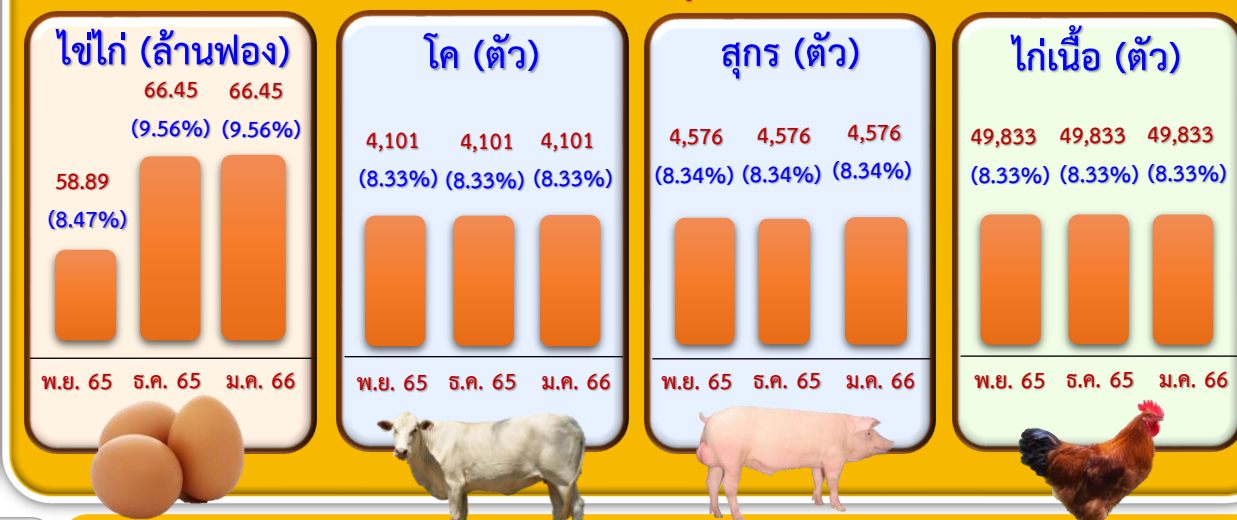 ไข่ไก่ (ล้านฟอง)
66.45 66.45
(9.56%) (9.56%)
58.89
(8.47%)
พ.ย. 65 ธ.ค. 65 ม.ค. 66
โค (ตัว)
4,101 4,101 4,101
(8.33%) (8.33%) (8.33%)
พ.ย. 65 ธ.ค. 65 ม.ค. 66
สุกร (ตัว)
4,576 4,576 4,576
(8.34%) (8.34%) (8.34%)
พ.ย. 65 ธ.ค. 65 ม.ค. 66
ไก่เนื้อ (ตัว)
49,833 49,833 49,833
(8.33%) (8.33%) (8.33%)
พ.ย. 65 ธ.ค. 65 ม.ค. 66